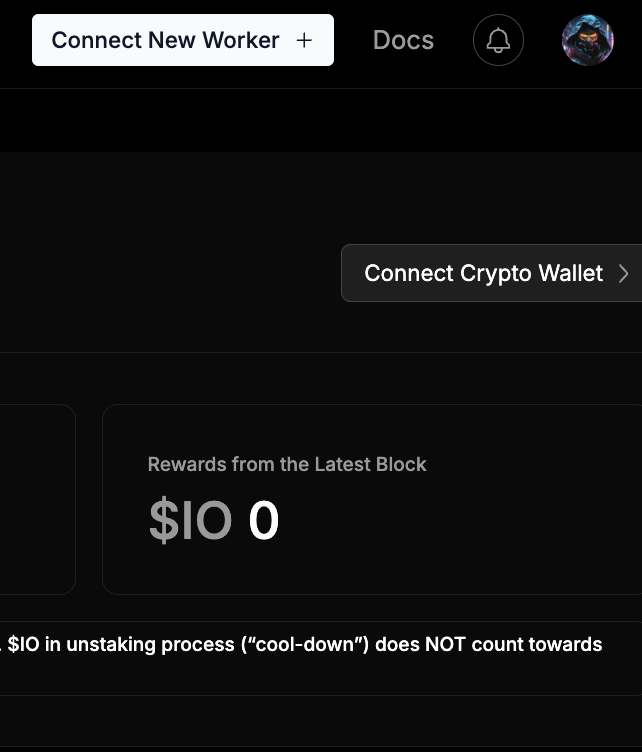 Connect New Worker +
Docs
Connect Crypto Wallet
Rewards from the Latest Block
$IO 0
. $IO in unstaking process (“cool-down”) does NOT count towards